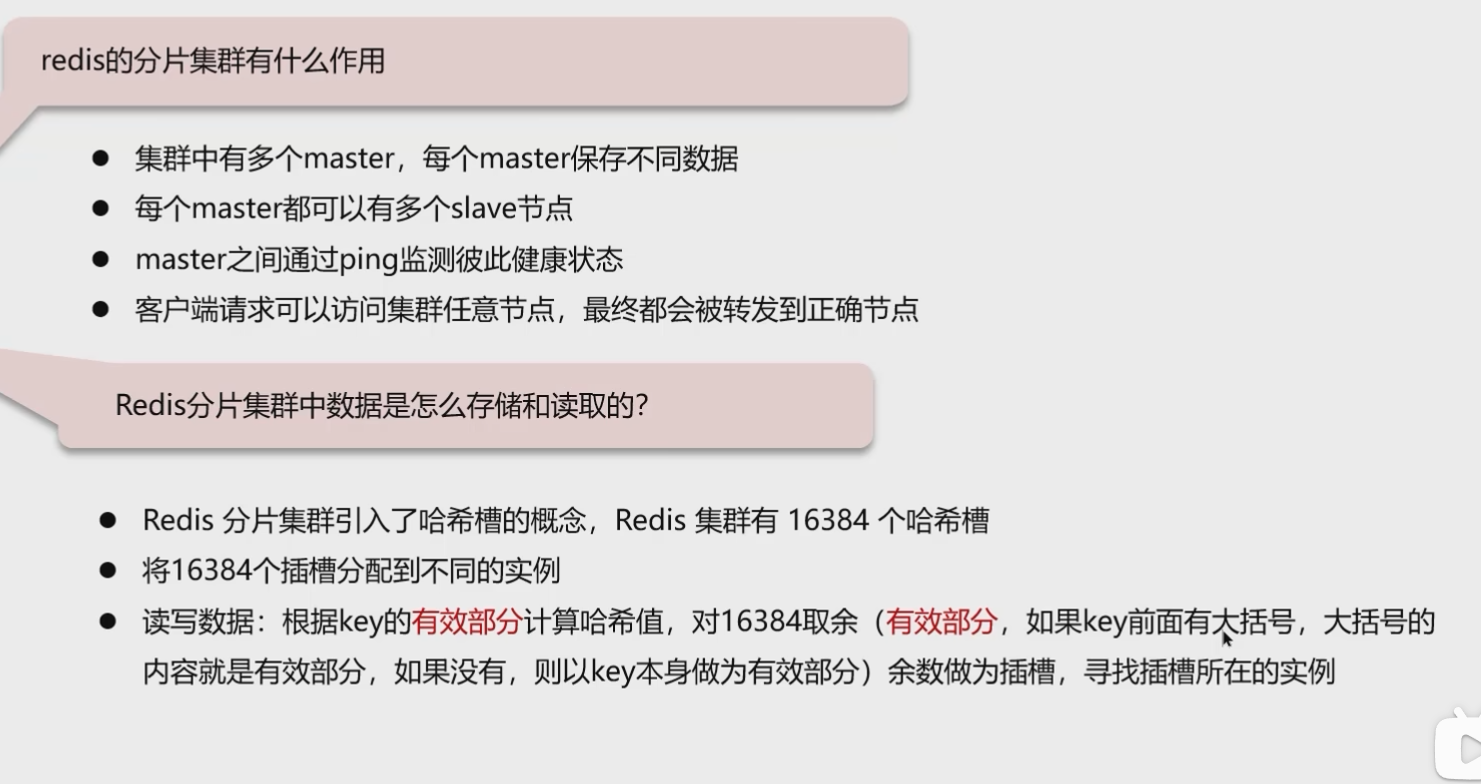 redis的分片集群有什么作用
集群中有多个master，每个master保存不同数据
每个master都可以有多个slave节点
master之间通过ping监测彼此健康状态
客户端请求可以访问集群任意节点，最终都会被转发到正确节点
Redis分片集群中数据是怎么存储和读取的？
Redis 分片集群引入了哈希槽的概念，Redis 集群有 16384 个哈希槽
将16384个插槽分配到不同的实例
读写数据：根据key的有效部分计算哈希值，对16384取余（有效部分，如果key前面有大括号，大括号的
内容就是有效部分，如果没有，则以key本身做为有效部分）余数做为插槽，寻找插槽所在的实例